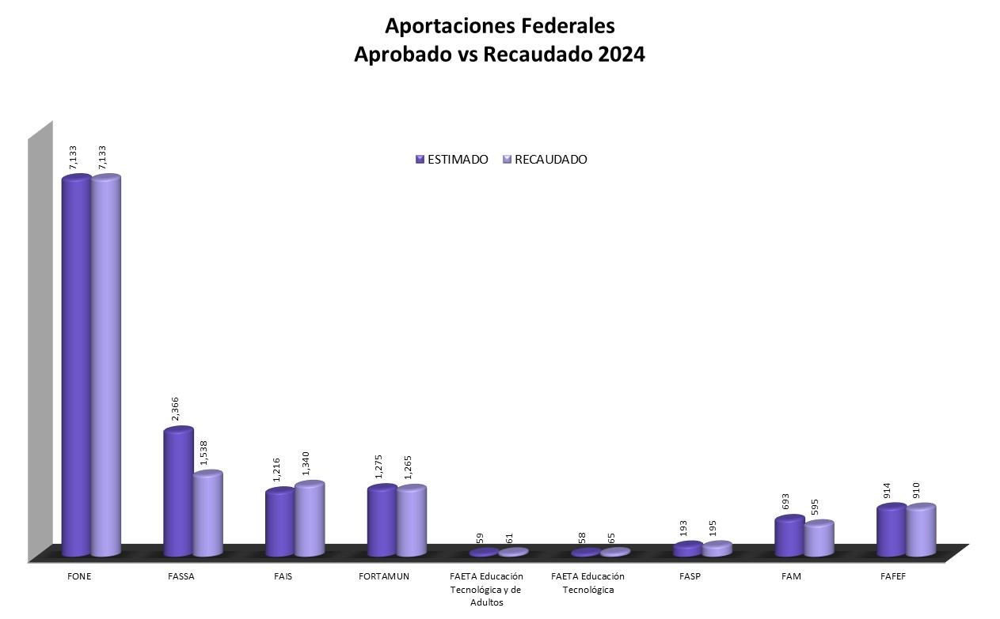 Aportaciones Federales
Aprobado vs Recaudado 2024
ESTIMADO RECAUDADO
7,133 7,133
2,366 1,538
1,216 1,340
1,275 1,265
59 61
58 65
193 195
693 595
914 910
FONE
FASSA
FAIS
FORTAMUN
FAETA Educación
Tecnológica y de
Adultos
FAETA Educación
Tecnológica
FASP
FAM
FAFEF